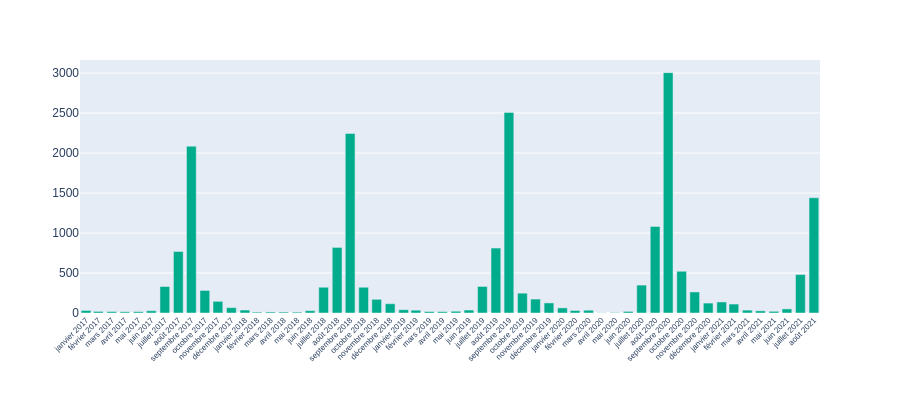 3000
2500
2000
1500
1000
500
0
janvier 2017
février 2017
mars 2017
avril 2017
mai 2017
juin 2017
juillet 2017
août 2017
septembre 2017
octobre 2017
novembre 2017
décembre 2017
janvier 2018
février 2018
mars 2018
avril 2018
mai 2018
juin 2018
juillet 2018
août 2018
septembre 2018
octobre 2018
novembre 2018
décembre 2018
janvier 2019
février 2019
mars 2019
avril 2019
mai 2019
juin 2019
juillet 2019
août 2019
septembre 2019
octobre 2019
novembre 2019
décembre 2019
janvier 2020
février 2020
mars 2020
avril 2020
mai 2020
juin 2020
juillet 2020
août 2020
septembre 2020
octobre 2020
novembre 2020
décembre 2020
janvier 2021
février 2021
mars 2021
avril 2021
mai 2021
juin 2021
juillet 2021
août 2021